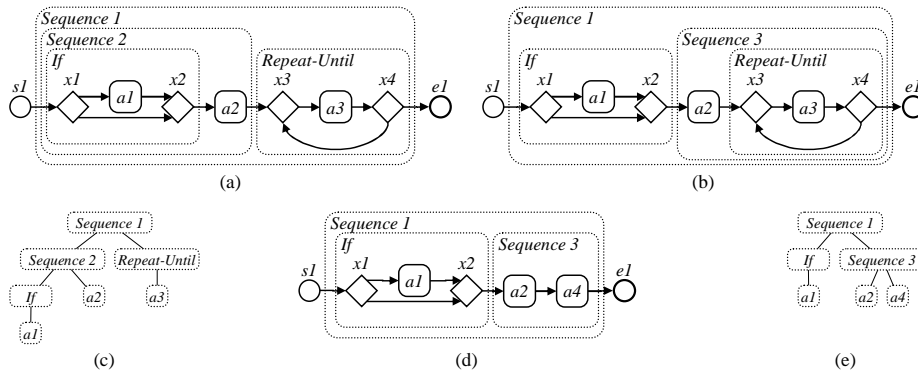 Sequence 1
Sequence 2
If
x1
x2
Repeat-Until
x3
x4
s1
a1
a2
a3
e1
(a)
Sequence 1
Sequence 3
If
x1
x2
Repeat-Until
x3
x4
s1
a1
a2
a3
e1
(b)
Sequence 1
Sequence 2
Repeat-Until
If
a2
a3
a1
(c)
Sequence 1
If
Sequence 3
x1
x2
s1
a1
a2
a4
e1
(d)
Sequence 1
If
Sequence 3
a1
a2
a4
(e)